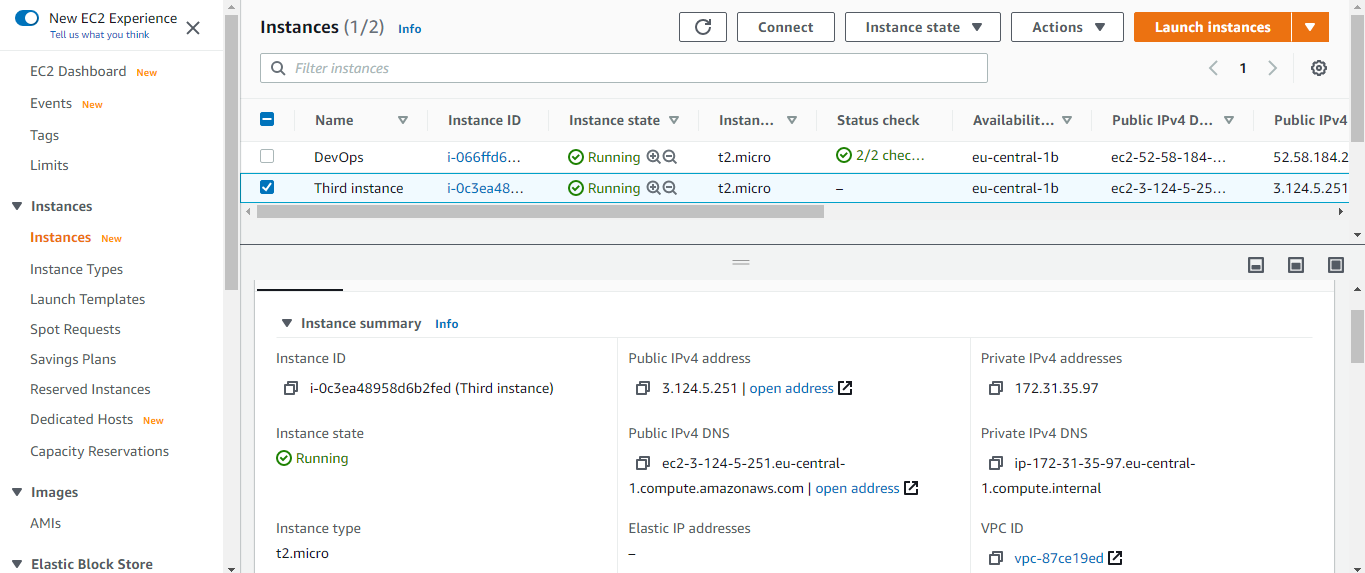 New EC2 Experience
Tell us what you think
EC2 Dashboard New
Events New
Tags
Limits
Instances
Instances New
Instance Types
Launch Templates
Spot Requests
Savings Plans
Reserved Instances
Dedicated Hosts New
Capacity Reservations
Images
AMIs
Elastic Block Store
Instances (1/2) Info
Connect
Instance state
Actions
Launch instances
Filter instances
1
Name Instance ID Instance state Instan... Status check Availabilit... Public IPv4 D... Public IPv4
DevOps i-066ffd6... Running t2.micro 2/2 chec... eu-central-1b ec2-52-58-184-... 52.58.184.2
Third instance i-0c3ea48... Running t2.micro – eu-central-1b ec2-3-124-5-25... 3.124.5.251
Instance summary Info
Instance ID
i-0c3ea48958d6b2fed (Third instance)
Public IPv4 address
3.124.5.251 | open address
Private IPv4 addresses
172.31.35.97
Instance state
Running
Public IPv4 DNS
ec2-3-124-5-251.eu-central-
1.compute.amazonaws.com | open address
Private IPv4 DNS
ip-172-31-35-97.eu-central-
1.compute.internal
Instance type
t2.micro
Elastic IP addresses
–
VPC ID
vpc-87ce19ed